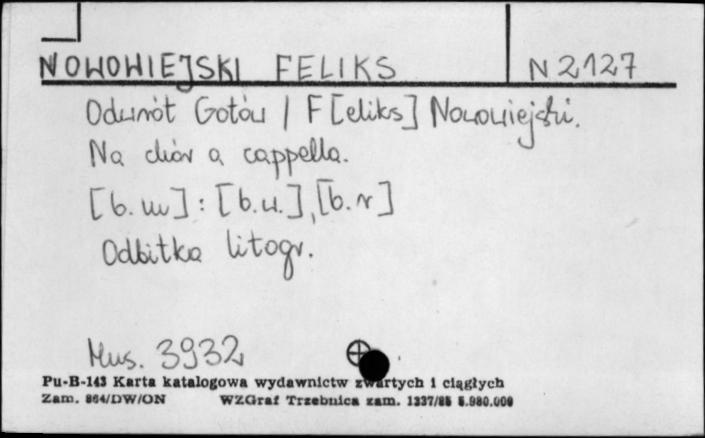 NOWOWIEJSKI FELIKS N 2127
Odwrót Gotów / F[eliks] Nowowiejski.
Na chór a cappella.
[b.m] : [b.w.], [b.r]
Odbitka litogr.
Mus. 3932
Pu-B-143 Karta katalogowa wydawnictw zwartych i ciągłych
Zam. 864/DW/ON WZGraf Trzebnica zam. 1337/85 5.980.000